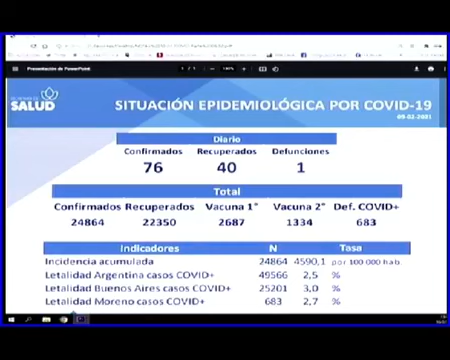 Presentación de PowerPoint
SALUD
SITUACIÓN EPIDEMIOLÓGICA POR COVID-19
09-02-2021
Diario
Confirmados Recuperados Defunciones
76 40 1
Total
Confirmados Recuperados Vacuna 1° Vacuna 2° Def. COVID+
24864 22350 2687 1334 683
Indicadores N Tasa
Incidencia acumulada 24864 4590,1 por 100 000 hab.
Letalidad Argentina casos COVID+ 49566 2,5 %
Letalidad Buenos Aires casos COVID+ 25201 3,0 %
Letalidad Moreno casos COVID+ 683 2,7 %